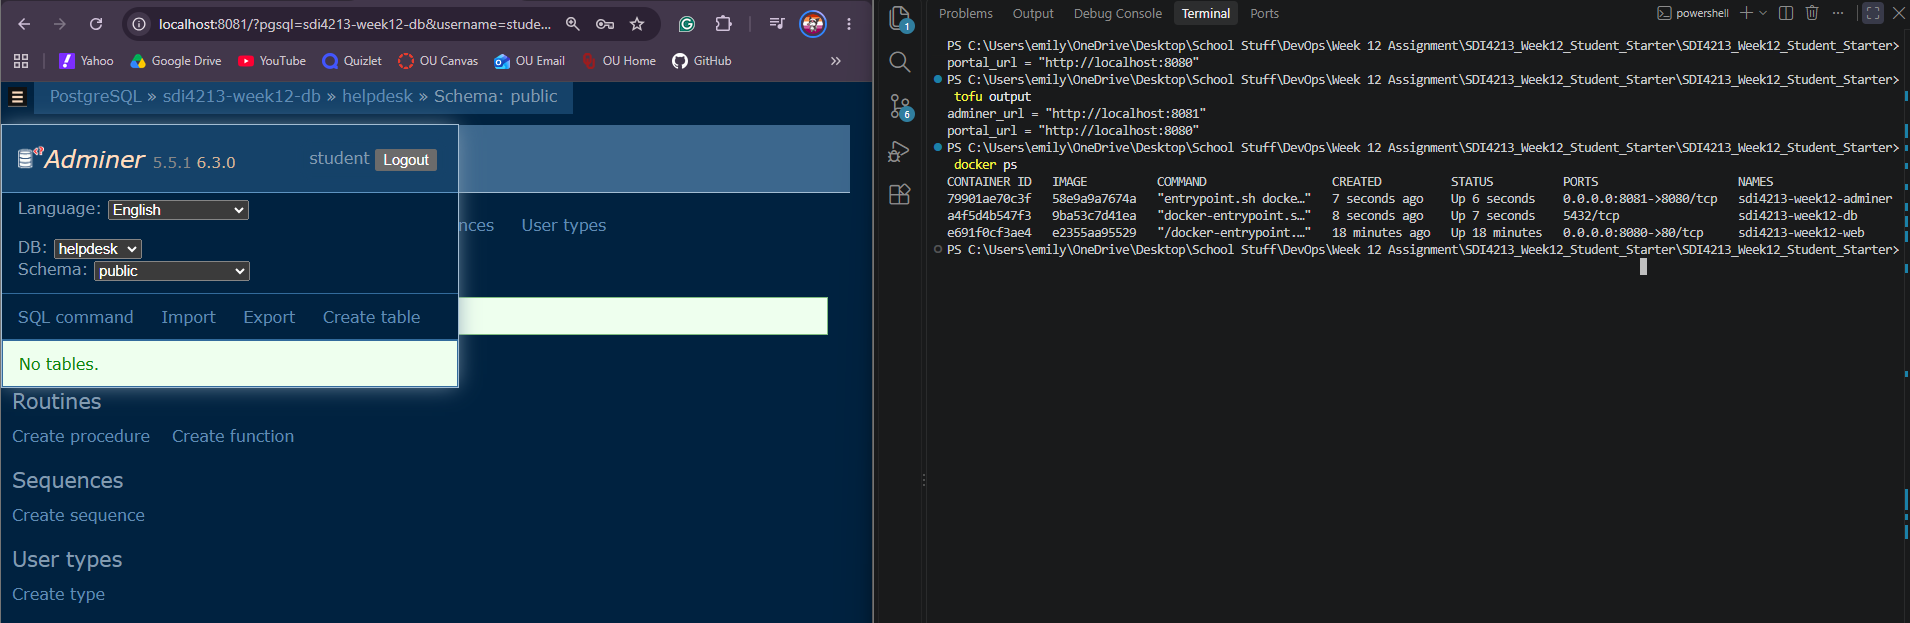 localhost:8081/?pgsql=sdi4213-week12-db&username=stude...
Yahoo Google Drive YouTube Quizlet OU Canvas OU Email OU Home GitHub »
PostgreSQL » sdi4213-week12-db » helpdesk » Schema: public
Adminer 5.5.1 6.3.0 student Logout
Language: English
DB: helpdesk
Schema: public
nces User types
SQL command Import Export Create table
No tables.
Routines
Create procedure Create function
Sequences
Create sequence
User types
Create type
1
6
Problems Output Debug Console Terminal Ports powershell
PS C:\Users\emily\OneDrive\Desktop\School Stuff\DevOps\Week 12 Assignment\SDI4213_Week12_Student_Starter\SDI4213_Week12_Student_Starter>
portal_url = "http://localhost:8080"
PS C:\Users\emily\OneDrive\Desktop\School Stuff\DevOps\Week 12 Assignment\SDI4213_Week12_Student_Starter\SDI4213_Week12_Student_Starter>
tofu output
adminer_url = "http://localhost:8081"
portal_url = "http://localhost:8080"
PS C:\Users\emily\OneDrive\Desktop\School Stuff\DevOps\Week 12 Assignment\SDI4213_Week12_Student_Starter\SDI4213_Week12_Student_Starter>
docker ps
CONTAINER ID IMAGE COMMAND CREATED STATUS PORTS NAMES
79901ae70c3f 58e9a9a7674a "entrypoint.sh docke…" 7 seconds ago Up 6 seconds 0.0.0.0:8081->8080/tcp sdi4213-week12-adminer
a4f5d4b547f3 9ba53c7d41ea "docker-entrypoint.s…" 8 seconds ago Up 7 seconds 5432/tcp sdi4213-week12-db
e691f0cf3ae4 e2355aa95529 "/docker-entrypoint.…" 18 minutes ago Up 18 minutes 0.0.0.0:8080->80/tcp sdi4213-week12-web
PS C:\Users\emily\OneDrive\Desktop\School Stuff\DevOps\Week 12 Assignment\SDI4213_Week12_Student_Starter\SDI4213_Week12_Student_Starter>